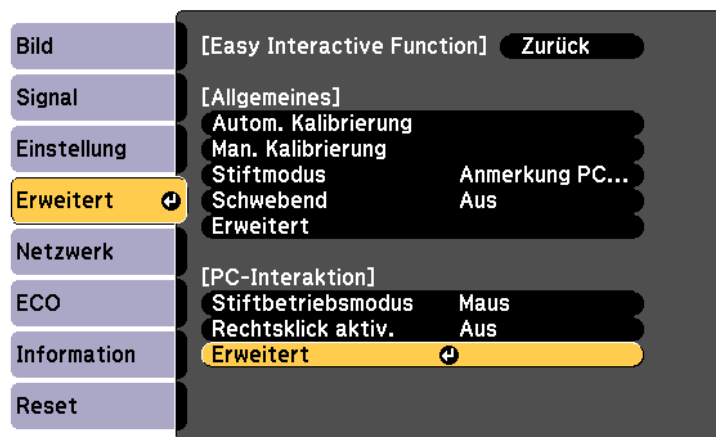 Bild
Signal
Einstellung
Erweitert
Netzwerk
ECO
Information
Reset
[Easy Interactive Function] Zurück
[Allgemeines]
Autom. Kalibrierung
Man. Kalibrierung
Stiftmodus Anmerkung PC...
Schwebend Aus
Erweitert
[PC-Interaktion]
Stiftbetriebsmodus Maus
Rechtsklick aktiv. Aus
Erweitert